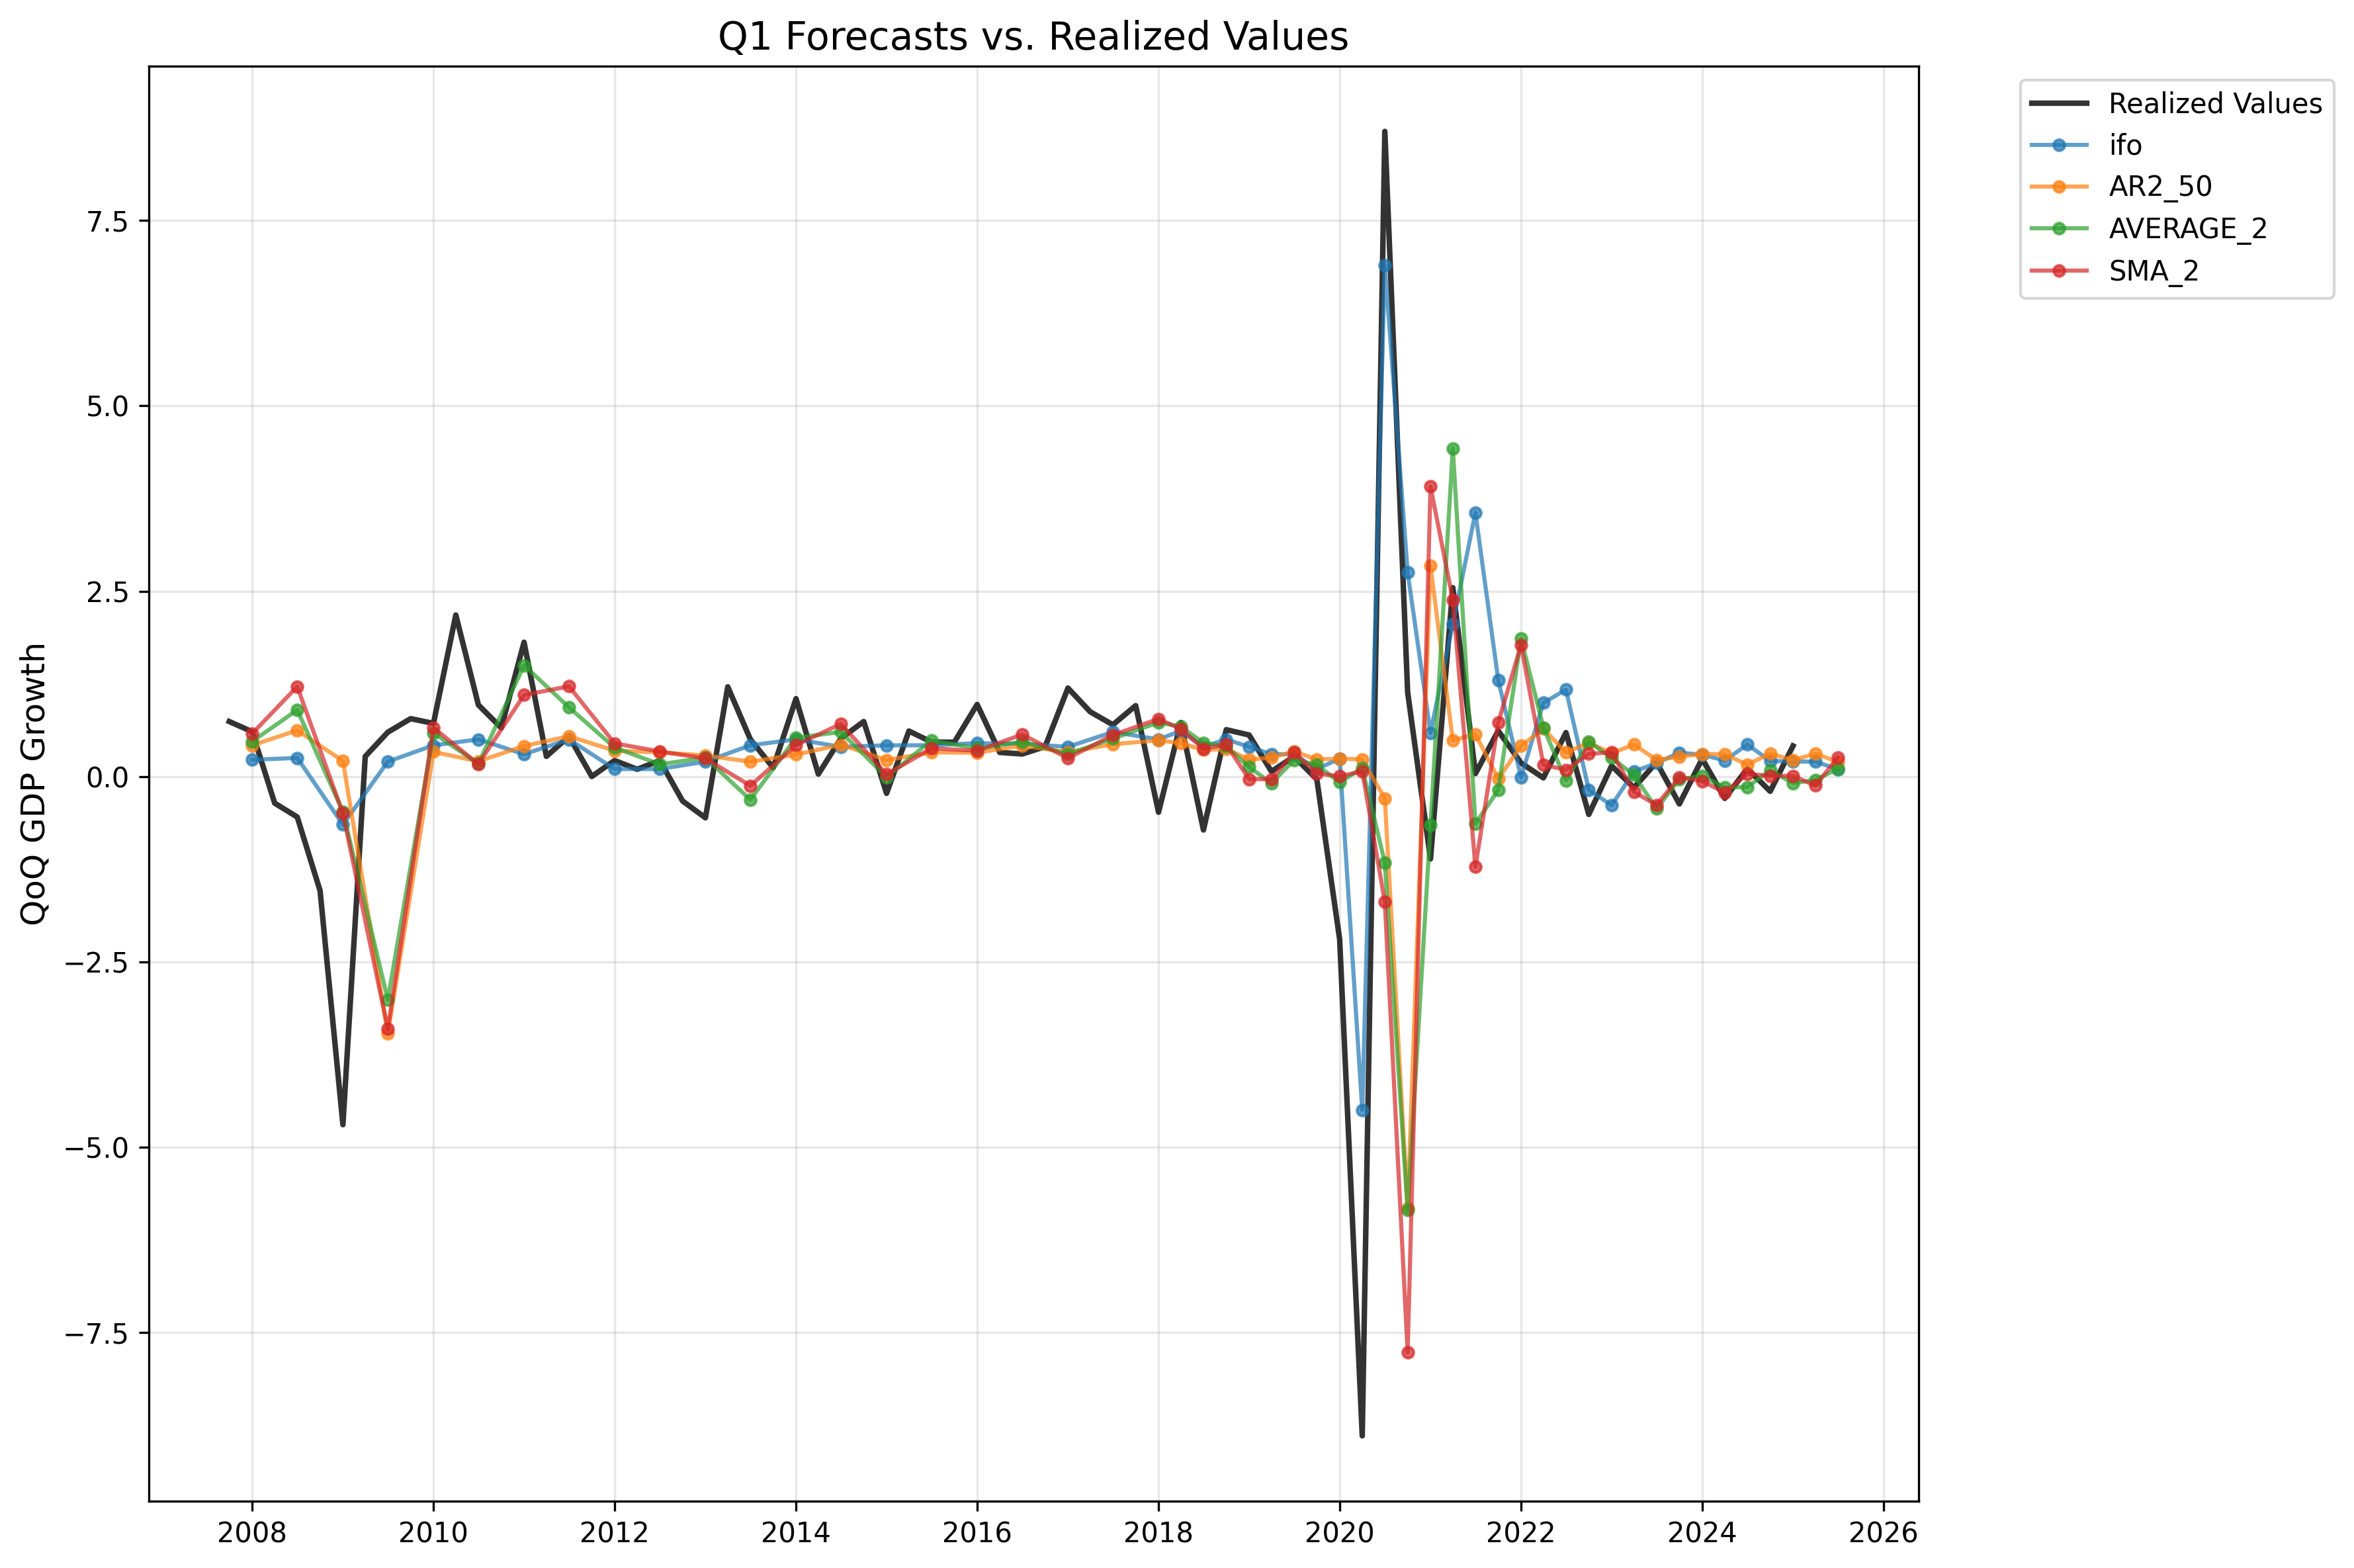 Q1 Forecasts vs. Realized Values
Realized Values
ifo
AR2_50
AVERAGE_2
SMA_2
QoQ GDP Growth
7.5
5.0
2.5
0.0
−2.5
−5.0
−7.5
2008 2010 2012 2014 2016 2018 2020 2022 2024 2026